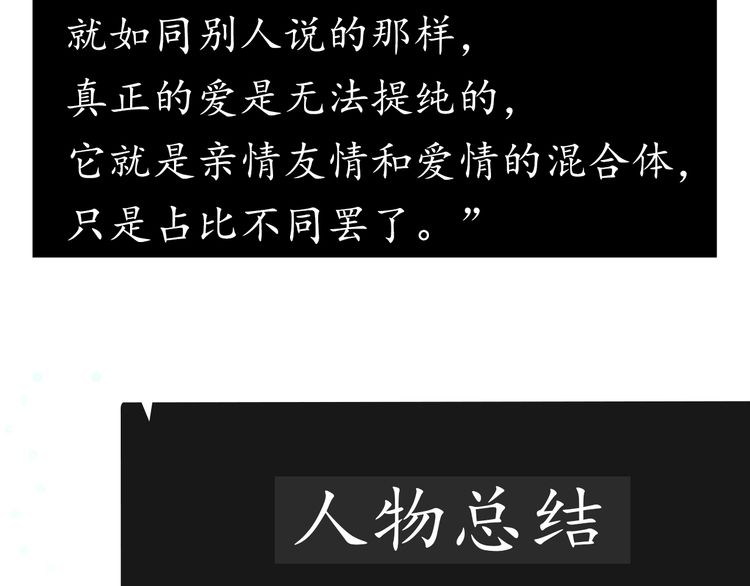 就如同别人说的那样，
真正的爱是无法提纯的，
它就是亲情友情和爱情的混合体，
只是占比不同罢了。”
人物总结